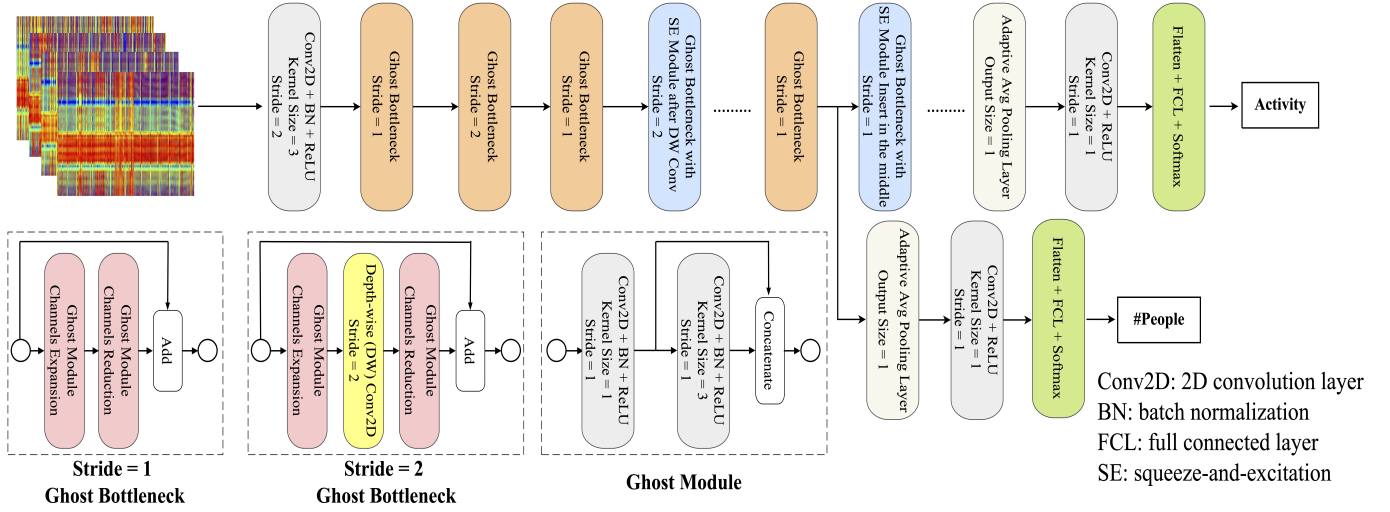 Conv2D + BN + ReLU
Kernel Size = 3
Stride = 2
Ghost Bottleneck
Stride = 1
Ghost Bottleneck
Stride = 2
Ghost Bottleneck
Stride = 1
Ghost Bottleneck with
SE Module after DW Conv
Stride = 2
.........
Ghost Bottleneck
Stride = 1
Ghost Bottleneck with
SE Module Insert in the middle
Stride = 1
.........
Adaptive Avg Pooling Layer
Output Size = 1
Conv2D + ReLU
Kernel Size = 1
Stride = 1
Flatten + FCL + Softmax
Activity
Adaptive Avg Pooling Layer
Output Size = 1
Conv2D + ReLU
Kernel Size = 1
Stride = 1
Flatten + FCL + Softmax
#People
Ghost Module
Channels Expansion
Ghost Module
Channels Reduction
Add
Stride = 1
Ghost Bottleneck
Ghost Module
Channels Expansion
Depth-wise (DW) Conv2D
Stride = 2
Ghost Module
Channels Reduction
Add
Stride = 2
Ghost Bottleneck
Conv2D + BN + ReLU
Kernel Size = 1
Stride = 1
Conv2D + BN + ReLU
Kernel Size = 3
Stride = 1
Concatenate
Ghost Module
Conv2D: 2D convolution layer
BN: batch normalization
FCL: full connected layer
SE: squeeze-and-excitation